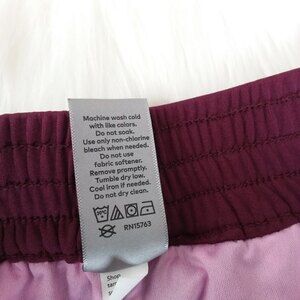 Machine wash cold
with like colors.
Do not soak.
Use only non-chlorine
bleach when needed.
Do not use
fabric softener.
Remove promptly.
Tumble dry low.
Cool iron if needed.
Do not dry clean.
RN15763
Shop